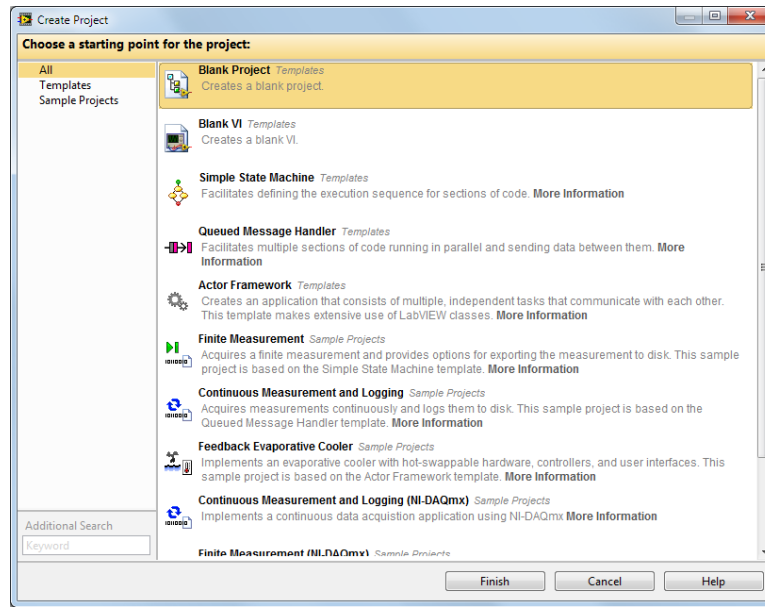 Create Project
Choose a starting point for the project:
All
Templates
Sample Projects
Blank Project Templates
Creates a blank project.
Blank VI Templates
Creates a blank VI.
Simple State Machine Templates
Facilitates defining the execution sequence for sections of code. More Information
Queued Message Handler Templates
Facilitates multiple sections of code running in parallel and sending data between them. More
Information
Actor Framework Templates
Creates an application that consists of multiple, independent tasks that communicate with each other.
This template makes extensive use of LabVIEW classes. More Information
Finite Measurement Sample Projects
Acquires a finite measurement and provides options for exporting the measurement to disk. This sample
project is based on the Simple State Machine template. More Information
Continuous Measurement and Logging Sample Projects
Acquires measurements continuously and logs them to disk. This sample project is based on the
Queued Message Handler template. More Information
Feedback Evaporative Cooler Sample Projects
Implements an evaporative cooler with hot-swappable hardware, controllers, and user interfaces. This
sample project is based on the Actor Framework template. More Information
Continuous Measurement and Logging (NI-DAQmx) Sample Projects
Implements a continuous data acquistion application using NI-DAQmx More Information
Finite Measurement (NI-DAQmx) Sample Projects
Additional Search
Keyword
Finish
Cancel
Help